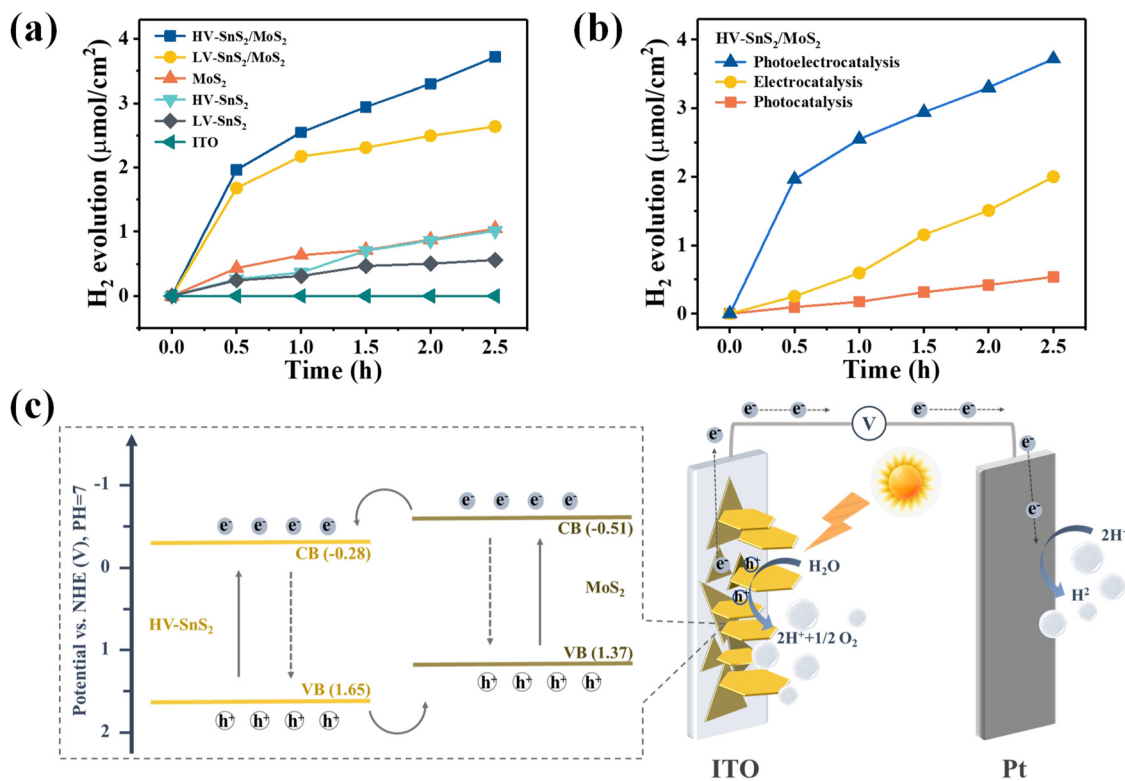 (a)
H₂ evolution (μmol/cm²)
4
3
2
1
0
HV-SnS₂/MoS₂
LV-SnS₂/MoS₂
MoS₂
HV-SnS₂
LV-SnS₂
ITO
0.0 0.5 1.0 1.5 2.0 2.5
Time (h)
(b)
H₂ evolution (μmol/cm²)
4
3
2
1
0
HV-SnS₂/MoS₂
Photoelectrocatalysis
Electrocatalysis
Photocatalysis
0.0 0.5 1.0 1.5 2.0 2.5
Time (h)
(c)
Potential vs. NHE (V), PH=7
-1
0
1
2
e⁻ e⁻ e⁻ e⁻
CB (-0.28)
HV-SnS₂
VB (1.65)
h⁺ h⁺ h⁺ h⁺
e⁻ e⁻ e⁻ e⁻
CB (-0.51)
MoS₂
VB (1.37)
h⁺ h⁺ h⁺ h⁺
e⁻ e⁻ V e⁻ e⁻
e⁻
e⁻
e⁻
e⁻
h⁺
h⁺
H₂O
2H⁺+1/2 O₂
2H⁺
H²
ITO
Pt